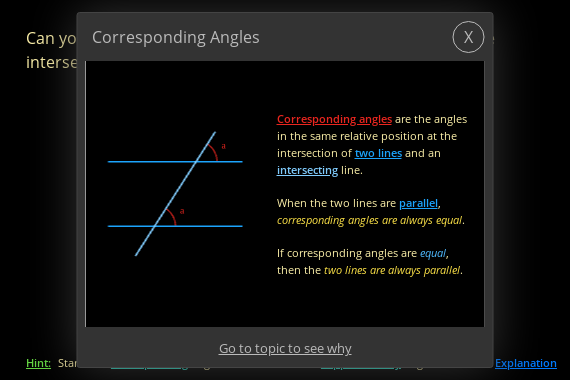 Can yo
interse
Corresponding Angles
X
a
a
Corresponding angles are the angles
in the same relative position at the
intersection of two lines and an
intersecting line.
When the two lines are parallel,
corresponding angles are always equal.
If corresponding angles are equal,
then the two lines are always parallel.
Go to topic to see why
Hint: Star
Explanation